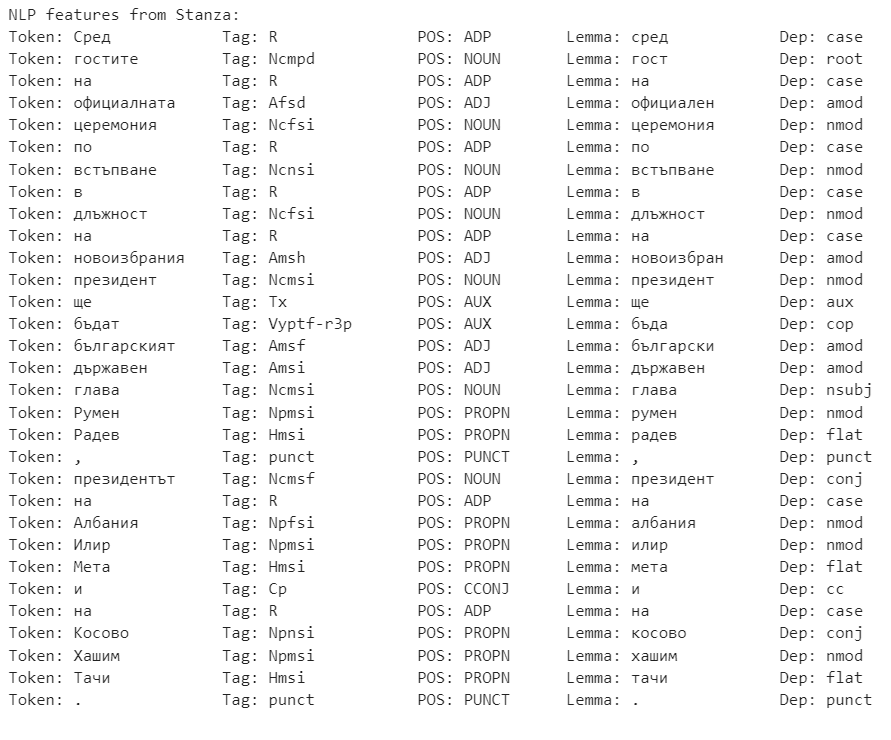 NLP features from Stanza:
Token: Сред Tag: R POS: ADP Lemma: сред Dep: case
Token: гостите Tag: Ncmpd POS: NOUN Lemma: гост Dep: root
Token: на Tag: R POS: ADP Lemma: на Dep: case
Token: официалната Tag: Afsd POS: ADJ Lemma: официален Dep: amod
Token: церемония Tag: Ncfsi POS: NOUN Lemma: церемония Dep: nmod
Token: по Tag: R POS: ADP Lemma: по Dep: case
Token: встъпване Tag: Ncnsi POS: NOUN Lemma: встъпване Dep: nmod
Token: в Tag: R POS: ADP Lemma: в Dep: case
Token: длъжност Tag: Ncfsi POS: NOUN Lemma: длъжност Dep: nmod
Token: на Tag: R POS: ADP Lemma: на Dep: case
Token: новоизбрания Tag: Amsh POS: ADJ Lemma: новоизбран Dep: amod
Token: президент Tag: Ncmsi POS: NOUN Lemma: президент Dep: nmod
Token: ще Tag: Tx POS: AUX Lemma: ще Dep: aux
Token: бъдат Tag: Vyptf-r3p POS: AUX Lemma: бъда Dep: cop
Token: българският Tag: Amsf POS: ADJ Lemma: български Dep: amod
Token: държавен Tag: Amsi POS: ADJ Lemma: държавен Dep: amod
Token: глава Tag: Ncmsi POS: NOUN Lemma: глава Dep: nsubj
Token: Румен Tag: Npmsi POS: PROPN Lemma: румен Dep: nmod
Token: Радев Tag: Hmsi POS: PROPN Lemma: радев Dep: flat
Token: , Tag: punct POS: PUNCT Lemma: , Dep: punct
Token: президентът Tag: Ncmsf POS: NOUN Lemma: президент Dep: conj
Token: на Tag: R POS: ADP Lemma: на Dep: case
Token: Албания Tag: Npfsi POS: PROPN Lemma: албания Dep: nmod
Token: Илир Tag: Npmsi POS: PROPN Lemma: илир Dep: nmod
Token: Мета Tag: Hmsi POS: PROPN Lemma: мета Dep: flat
Token: и Tag: Cp POS: CCONJ Lemma: и Dep: cc
Token: на Tag: R POS: ADP Lemma: на Dep: case
Token: Косово Tag: Npnsi POS: PROPN Lemma: косово Dep: conj
Token: Хашим Tag: Npmsi POS: PROPN Lemma: хашим Dep: nmod
Token: Тачи Tag: Hmsi POS: PROPN Lemma: тачи Dep: flat
Token: . Tag: punct POS: PUNCT Lemma: . Dep: punct